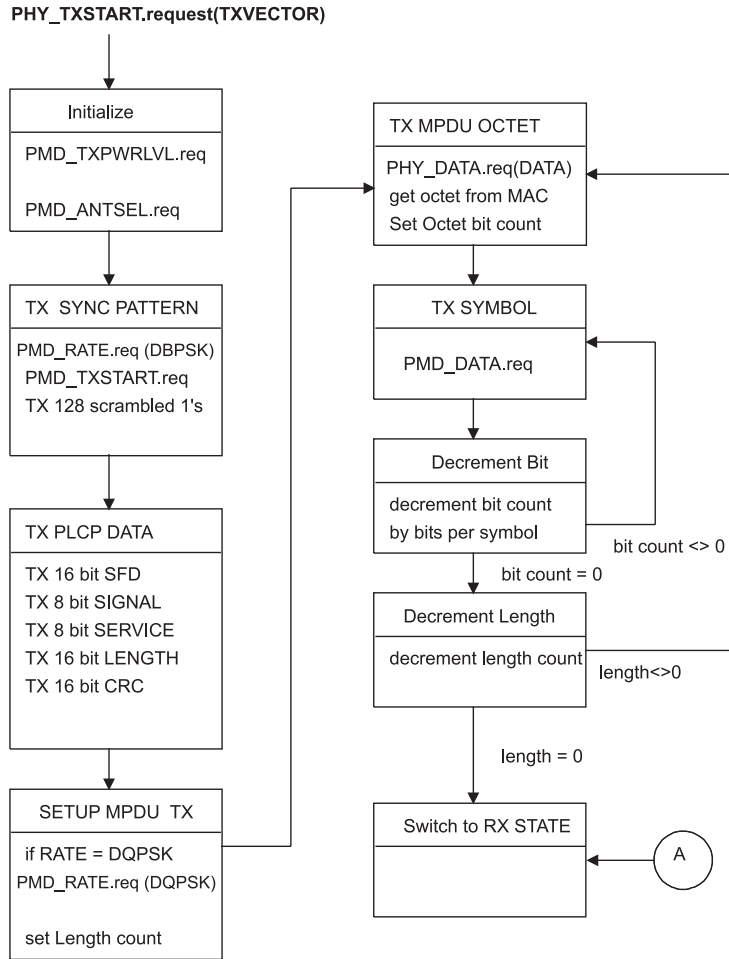 PHY_TXSTART.request(TXVECTOR)
Initialize
PMD_TXPWRLVL.req
PMD_ANTSEL.req
TX SYNC PATTERN
PMD_RATE.req (DBPSK)
PMD_TXSTART.req
TX 128 scrambled 1's
TX PLCP DATA
TX 16 bit SFD
TX 8 bit SIGNAL
TX 8 bit SERVICE
TX 16 bit LENGTH
TX 16 bit CRC
SETUP MPDU TX
if RATE = DQPSK
PMD_RATE.req (DQPSK)
set Length count
TX MPDU OCTET
PHY_DATA.req(DATA)
get octet from MAC
Set Octet bit count
TX SYMBOL
PMD_DATA.req
Decrement Bit
decrement bit count
by bits per symbol
bit count <> 0
bit count = 0
Decrement Length
decrement length count
length<>0
length = 0
Switch to RX STATE
A